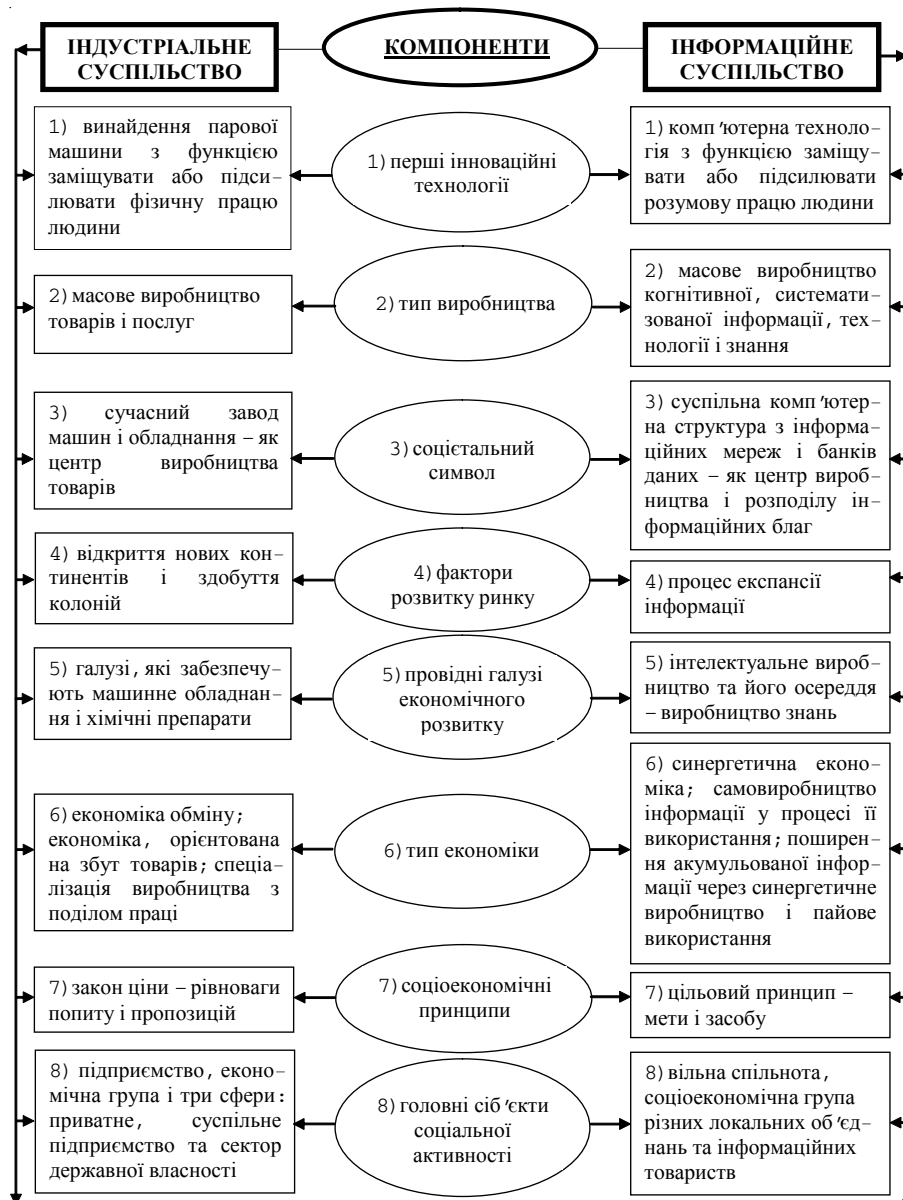 ІНДУСТРІАЛЬНЕ
СУСПІЛЬСТВО
КОМПОНЕНТИ
ІНФОРМАЦІЙНЕ
СУСПІЛЬСТВО
1) винайдення парової
машини з функцією
заміщувати або підси–
лювати фізичну працю
людини
1) перші інноваційні
технології
1) комп'ютерна техноло–
гія з функцією заміщу–
вати або підсилювати
розумову працю людини
2) масове виробництво
товарів і послуг
2) тип виробництва
2) масове виробництво
когнітивної, системати–
зованої інформації, тех–
нології і знання
3) сучасний завод
машин і обладнання – як
центр виробництва
товарів
3) соцієтальний
символ
3) суспільна комп'ютер–
на структура з інформа–
ційних мереж і банків
даних – як центр вироб–
ництва і розподілу ін–
формаційних благ
4) відкриття нових кон–
тинентів і здобуття
колоній
4) фактори
розвитку ринку
4) процес експансії
інформації
5) галузі, які забезпечу–
ють машинне обладнан–
ня і хімічні препарати
5) провідні галузі
економічного
розвитку
5) інтелектуальне вироб–
ництво та його осереддя
– виробництво знань
6) економіка обміну;
економіка, орієнтована
на збут товарів; спеціа–
лізація виробництва з
поділом праці
6) тип економіки
6) синергетична еконо–
міка; самовиробництво
інформації у процесі її
використання; поширен–
ня акумульованої інфор–
мації через синергетичне
виробництво і пайове
використання
7) закон ціни – рівноваги
попиту і пропозицій
7) соціоекономічні
принципи
7) цільовий принцип –
мети і засобу
8) підприємство, еконо–
мічна група і три сфери:
приватне, суспільне
підприємство та сектор
державної власності
8) головні сіб'єкти
соціальної
активності
8) вільна спільнота,
соціоекономічна група
різних локальних об'єд–
нань та інформаційних
товариств